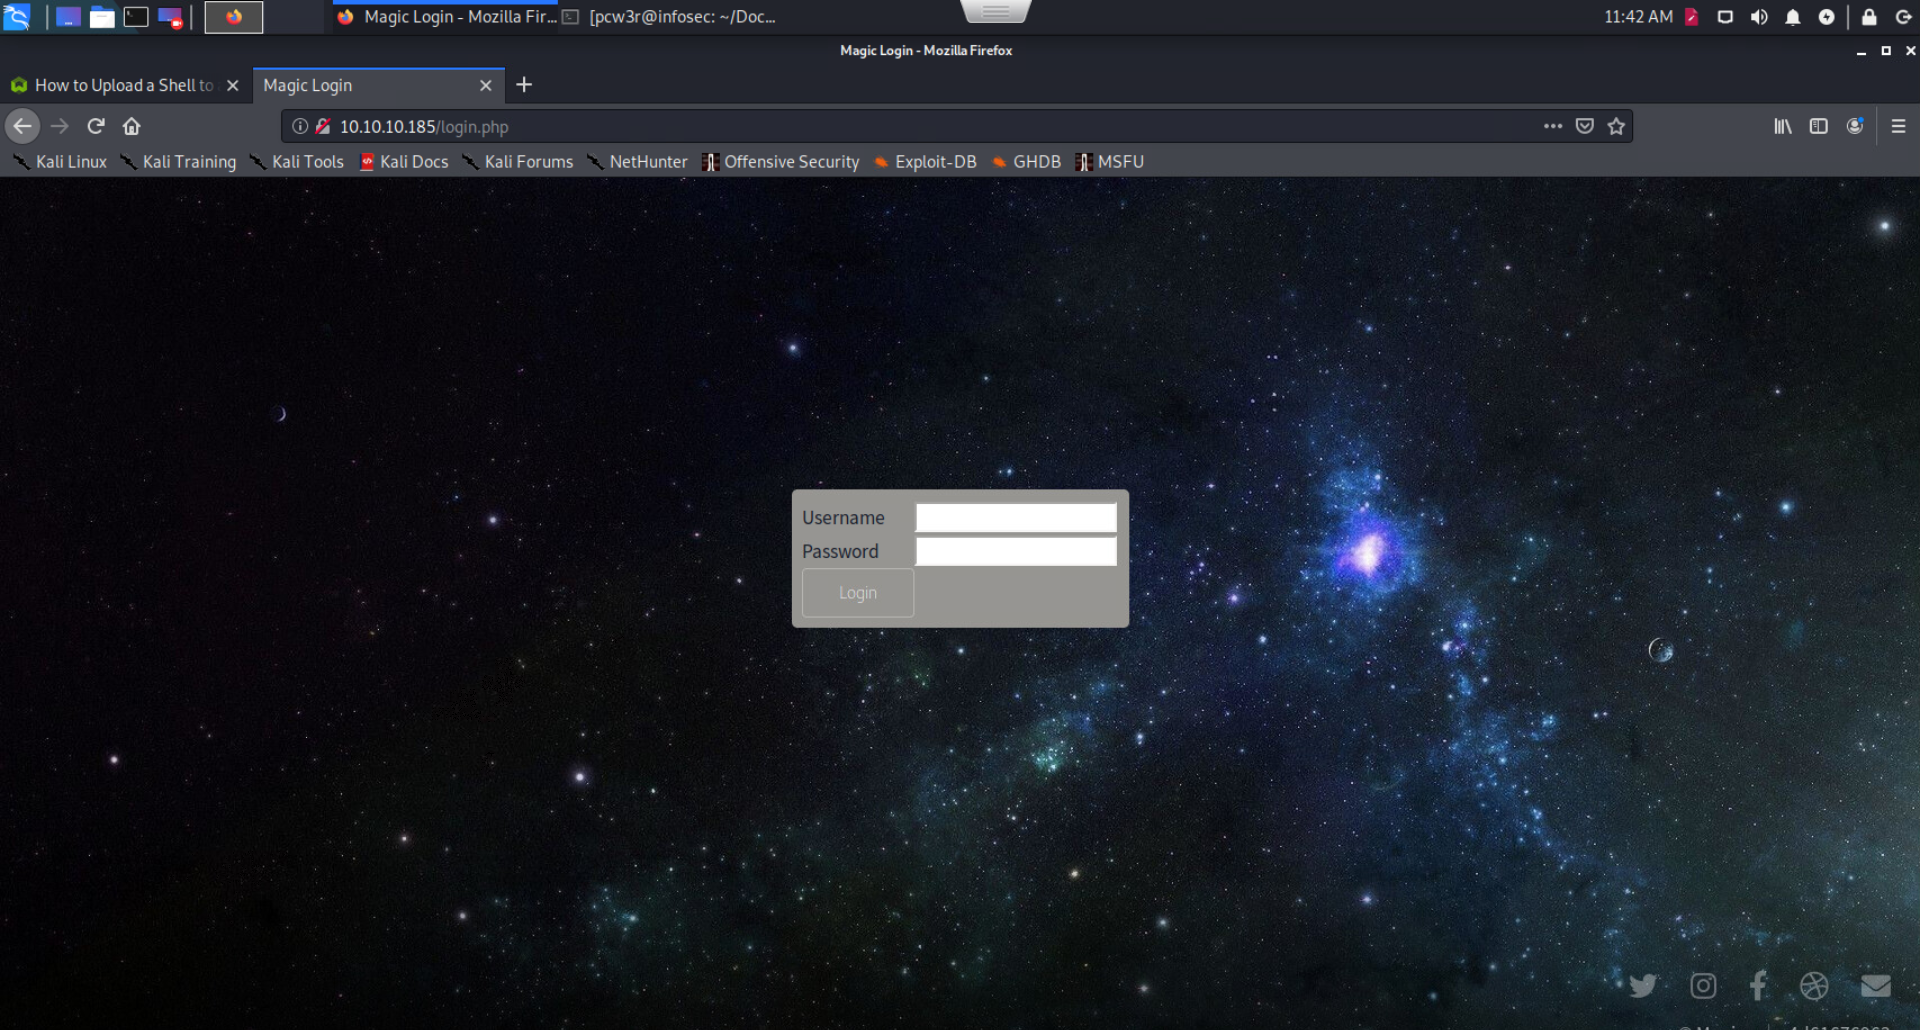 Magic Login - Mozilla Fir... [pcw3r@infosec: ~/Doc... 11:42 AM
Magic Login - Mozilla Firefox
How to Upload a Shell to Magic Login
10.10.10.185/login.php
Kali Linux Kali Training Kali Tools Kali Docs Kali Forums NetHunter Offensive Security Exploit-DB GHDB MSFU
Username
Password
Login